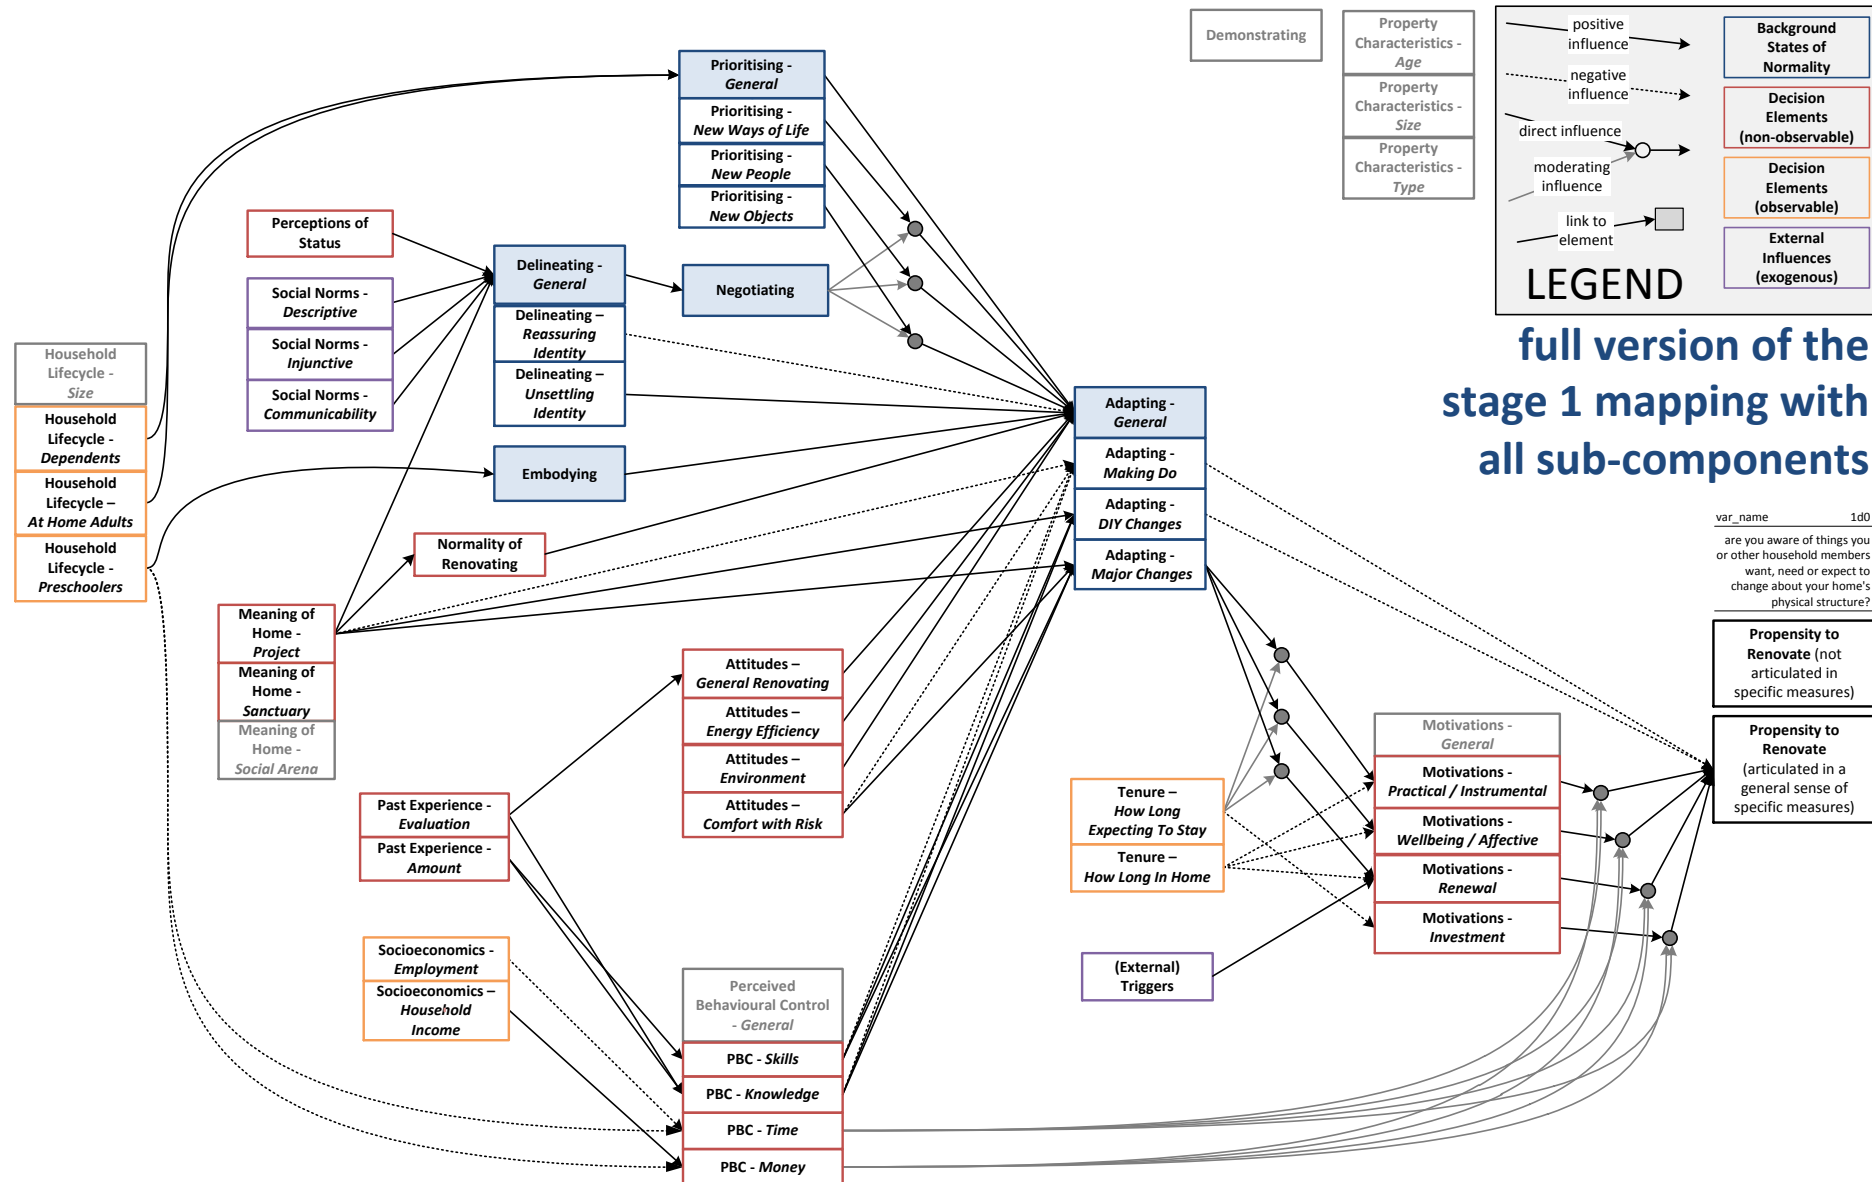 Demonstrating
Property
Characteristics -
Age
Property
Characteristics -
Size
Property
Characteristics -
Type
positive
influence
negative
influence
direct influence
moderating
influence
link to
element
LEGEND
Background
States of
Normality
Decision
Elements
(non-observable)
Decision
Elements
(observable)
External
Influences
(exogenous)
full version of the
stage 1 mapping with
all sub-components
var_name 1d0
are you aware of things you
or other household members
want, need or expect to
change about your home's
physical structure?
Propensity to
Renovate (not
articulated in
specific measures)
Propensity to
Renovate
(articulated in a
general sense of
specific measures)
Prioritising -
General
Prioritising -
New Ways of Life
Prioritising -
New People
Prioritising -
New Objects
Perceptions of
Status
Social Norms -
Descriptive
Social Norms -
Injunctive
Social Norms -
Communicability
Delineating -
General
Delineating –
Reassuring
Identity
Delineating –
Unsettling
Identity
Negotiating
Embodying
Household
Lifecycle -
Size
Household
Lifecycle -
Dependents
Household
Lifecycle –
At Home Adults
Household
Lifecycle -
Preschoolers
Normality of
Renovating
Meaning of
Home -
Project
Meaning of
Home -
Sanctuary
Meaning of
Home -
Social Arena
Adapting -
General
Adapting -
Making Do
Adapting -
DIY Changes
Adapting -
Major Changes
Attitudes –
General Renovating
Attitudes –
Energy Efficiency
Attitudes –
Environment
Attitudes –
Comfort with Risk
Past Experience -
Evaluation
Past Experience -
Amount
Socioeconomics -
Employment
Socioeconomics –
Household
Income
Perceived
Behavioural Control
- General
PBC - Skills
PBC - Knowledge
PBC - Time
PBC - Money
Tenure –
How Long
Expecting To Stay
Tenure –
How Long In Home
(External)
Triggers
Motivations -
General
Motivations -
Practical / Instrumental
Motivations -
Wellbeing / Affective
Motivations -
Renewal
Motivations -
Investment